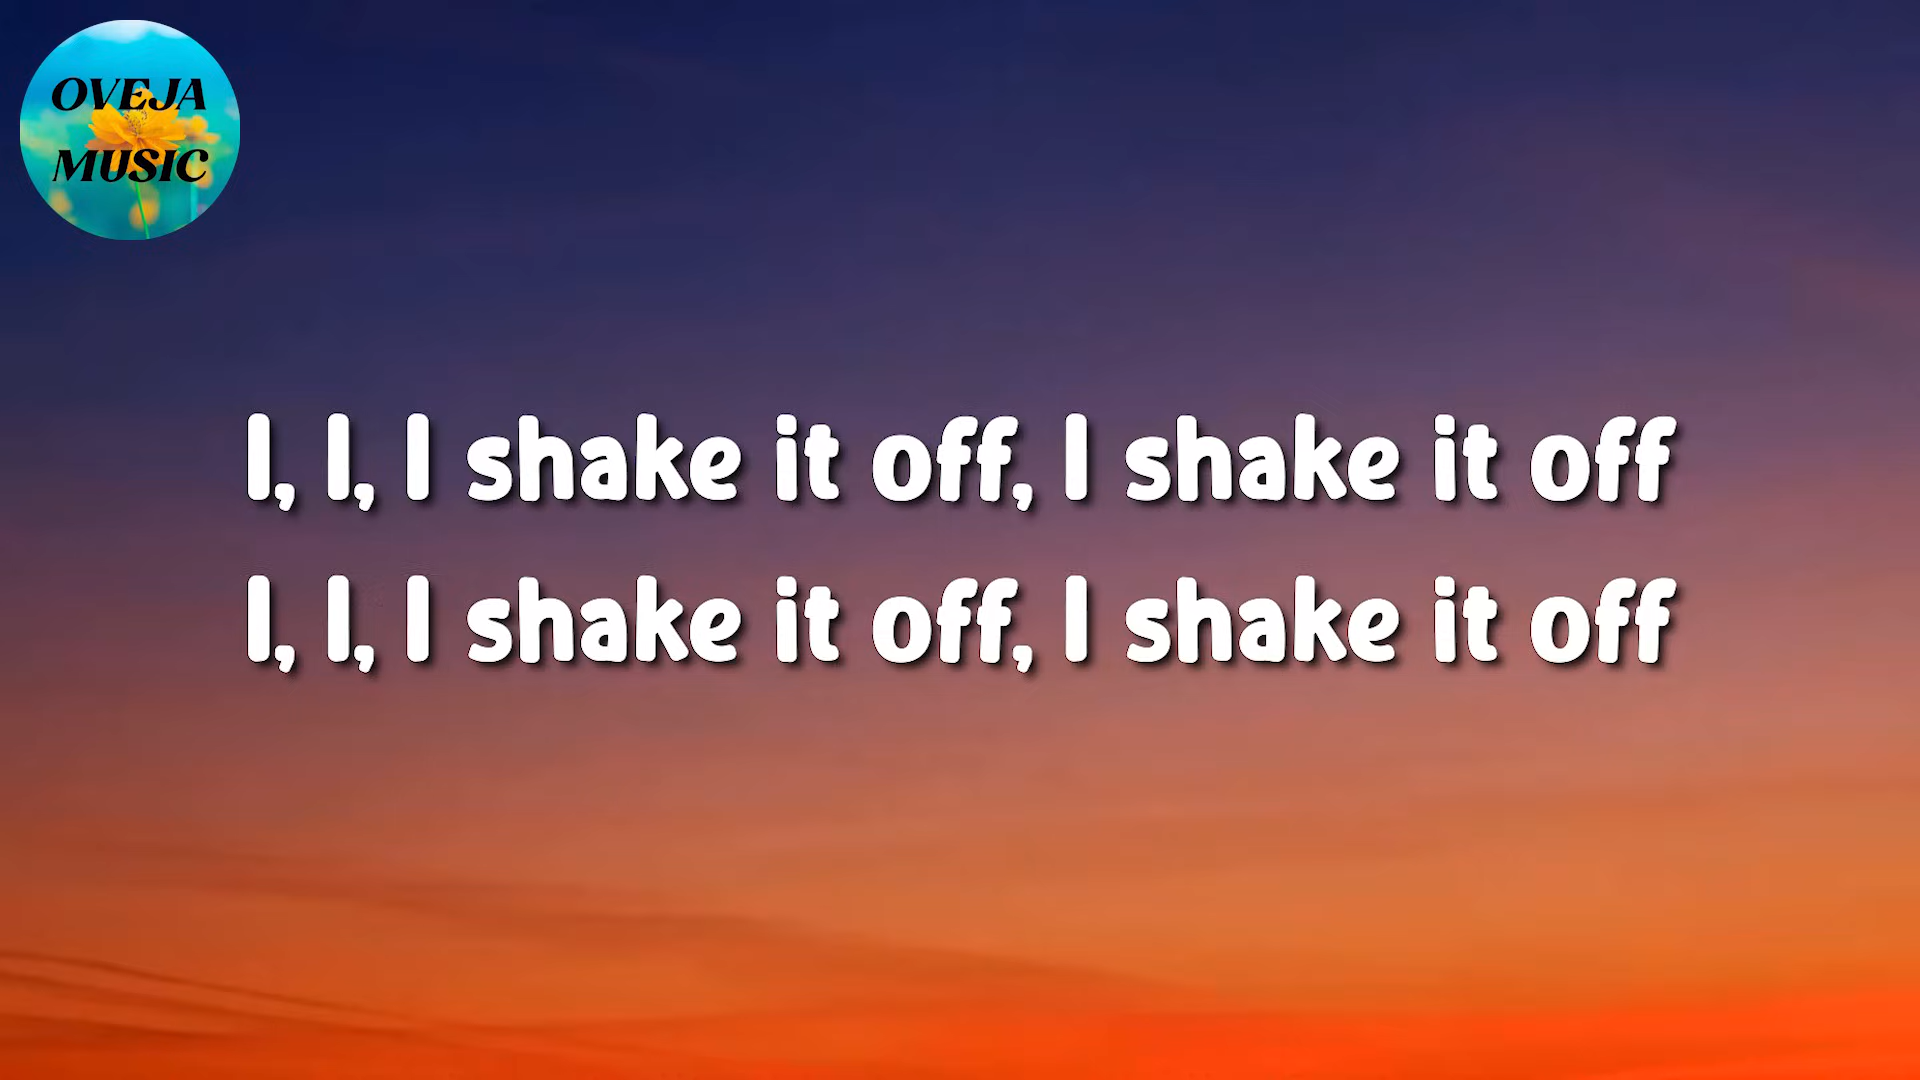 OVEJA
MUSIC
I, I, I shake it off, I shake it off
I, I, I shake it off, I shake it off